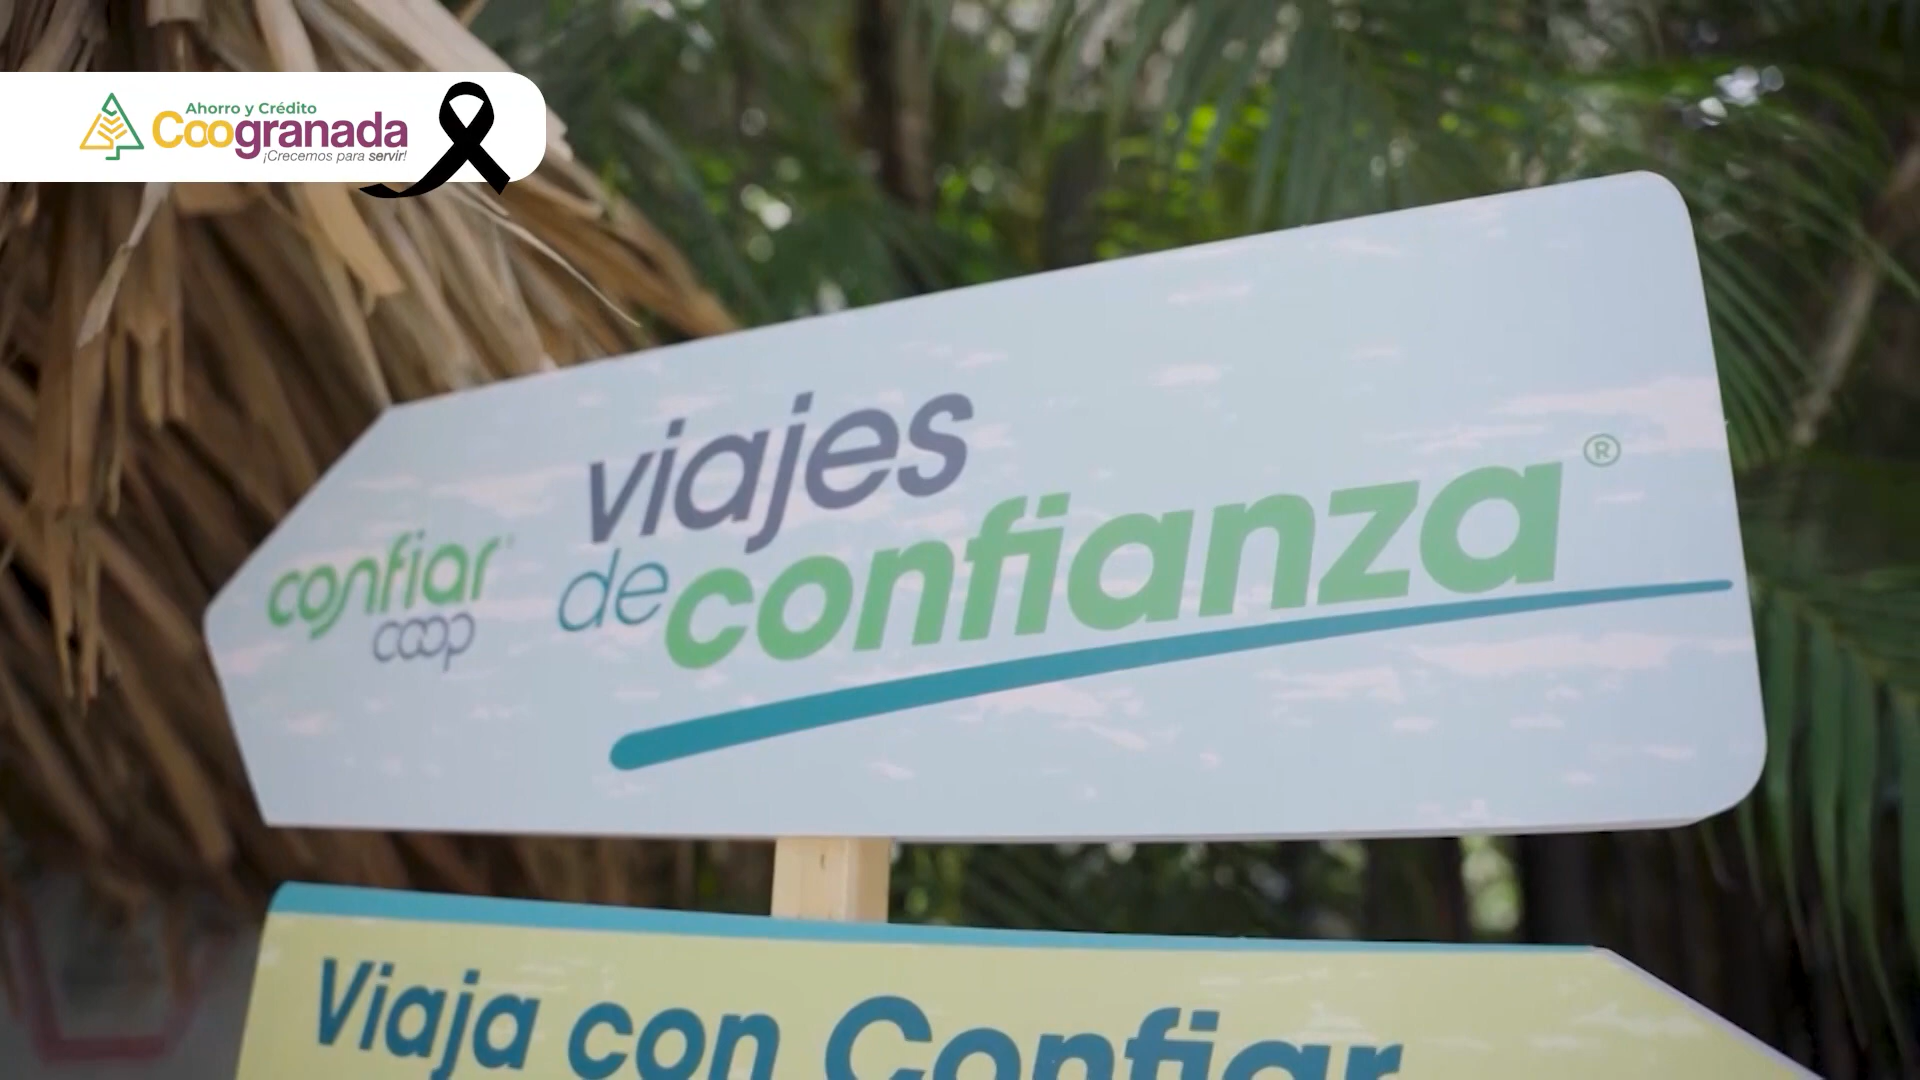 Ahorro y Crédito
Coogranada
¡Crecemos para servir!
viajes
de confianza ®
confiar
coop
Viaja con Confiar